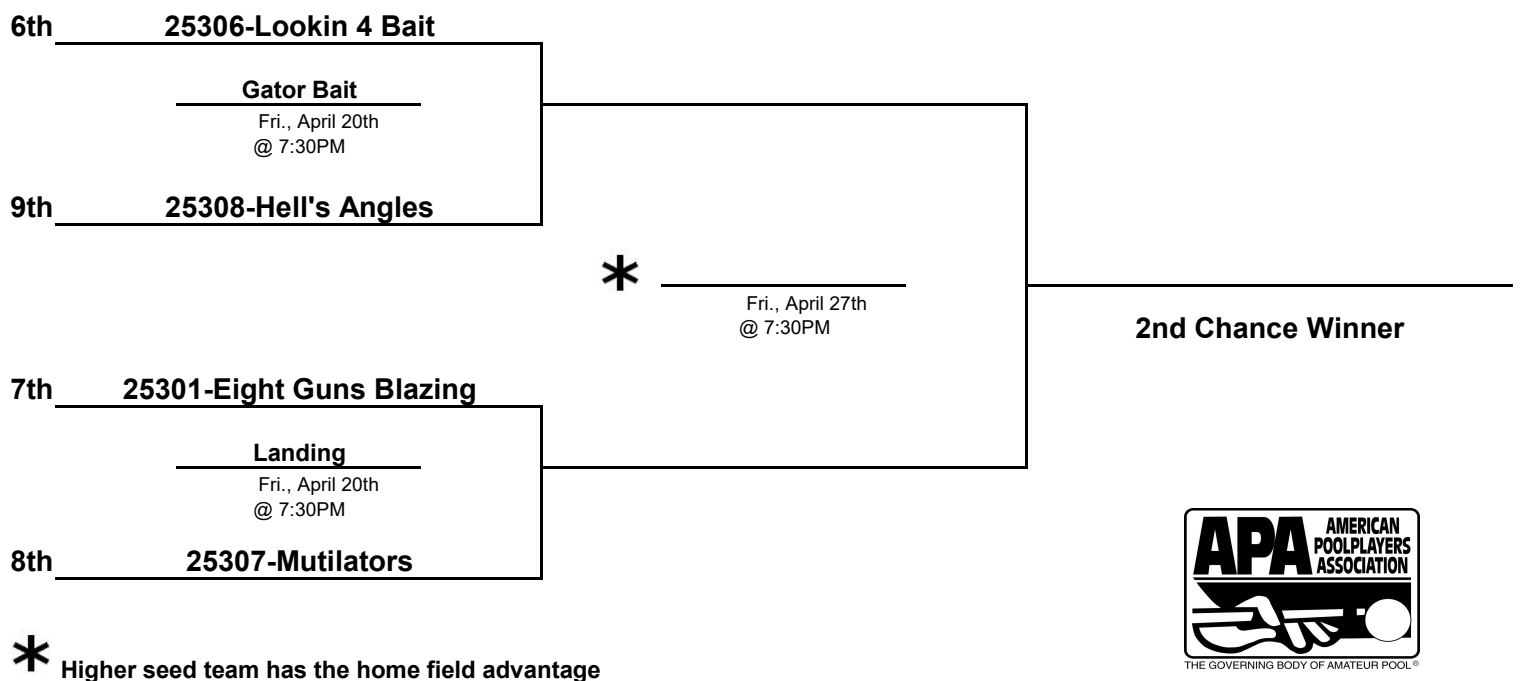 6th 25306-Lookin 4 Bait
Gator Bait
Fri., April 20th
@ 7:30PM
9th 25308-Hell's Angles
* 
Fri., April 27th
@ 7:30PM
2nd Chance Winner
7th 25301-Eight Guns Blazing
Landing
Fri., April 20th
@ 7:30PM
8th 25307-Mutilators
* Higher seed team has the home field advantage
APA AMERICAN
POOLPLAYERS
ASSOCIATION
THE GOVERNING BODY OF AMATEUR POOL®